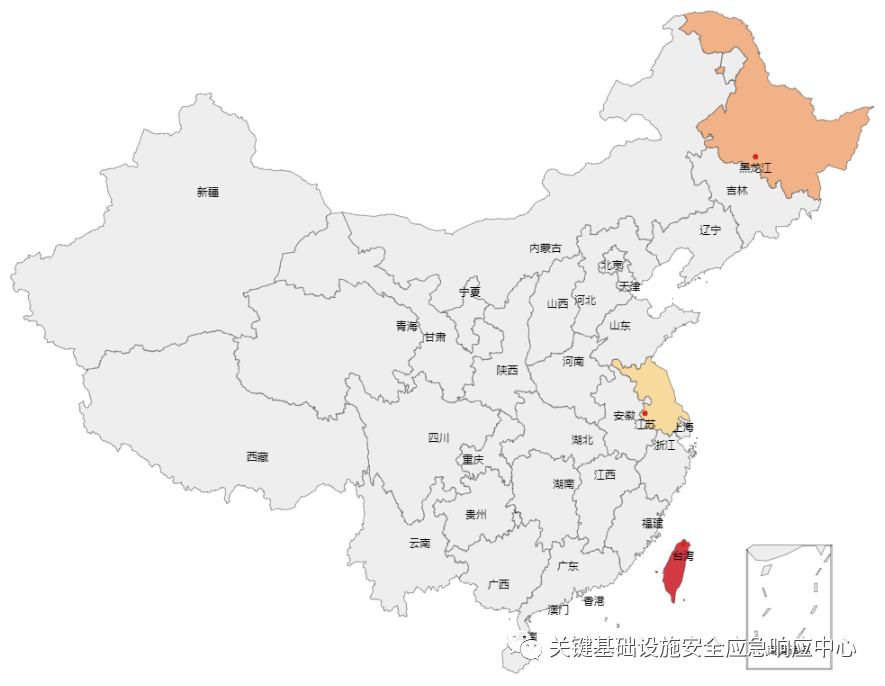 黑龙江
新疆
吉林
辽宁
内蒙古
北京
天津
宁夏
山西
河北
青海
甘肃
山东
陕西
河南
安徽
江苏
上海
四川
湖北
浙江
西藏
重庆
湖南
江西
贵州
福建
云南
台湾
广西
广东
澳门
香港
关键基础设施安全应急响应中心